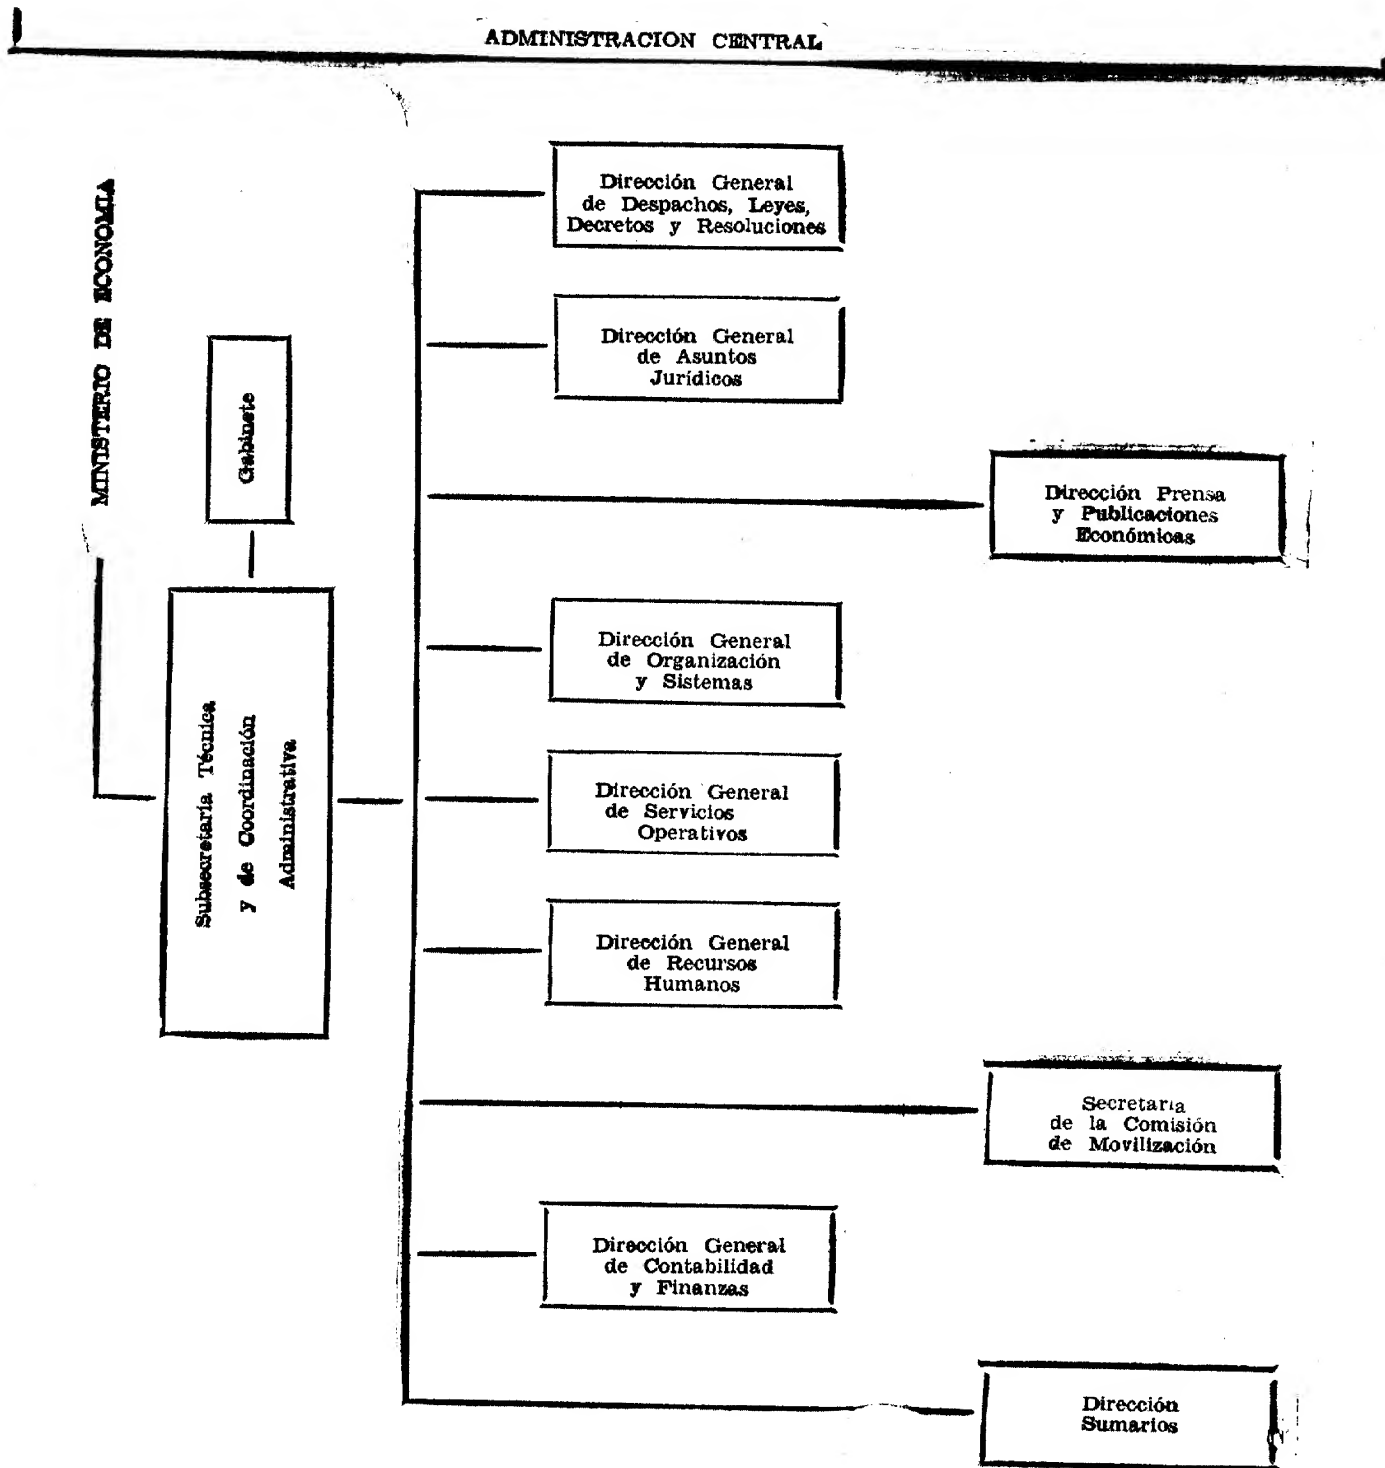 ADMINISTRACION CENTRAL
MINISTERIO DE ECONOMIA
Gabinete
Subsecretaría Técnica
y de Coordinación
Administrativa
Dirección General
de Despachos, Leyes,
Decretos y Resoluciones
Dirección General
de Asuntos
Jurídicos
Dirección Prensa
y Publicaciones
Económicas
Dirección General
de Organización
y Sistemas
Dirección General
de Servicios
Operativos
Dirección General
de Recursos
Humanos
Secretaría
de la Comisión
de Movilización
Dirección General
de Contabilidad
y Finanzas
Dirección
Sumarios